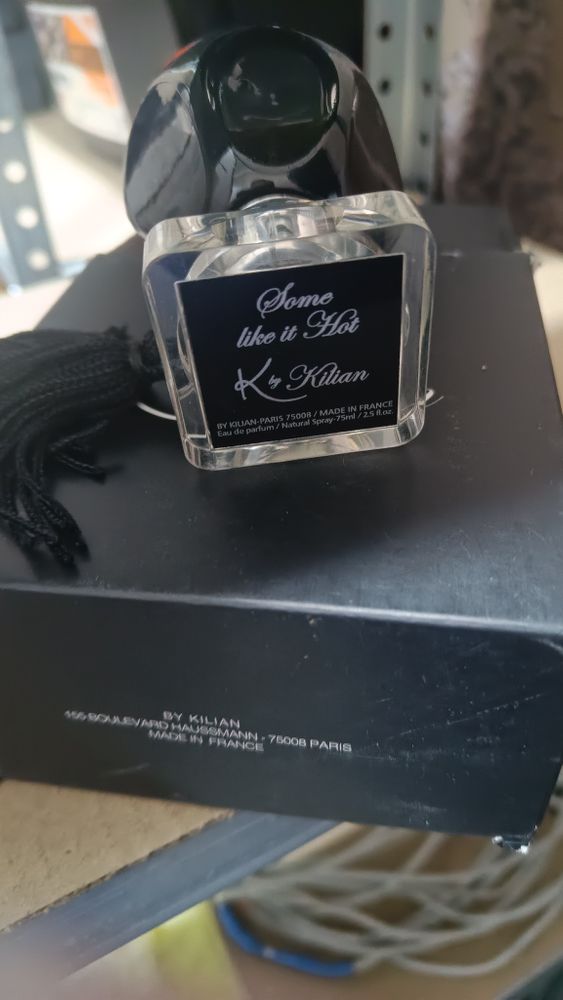 Some
like it Hot
K by Kilian
BY KILIAN-PARIS 75008 / MADE IN FRANCE
Eau de parfum / Natural Spray-75ml / 2.5 fl.oz.
BY KILIAN
155 BOULEVARD HAUSSMANN - 75008 PARIS
MADE IN FRANCE